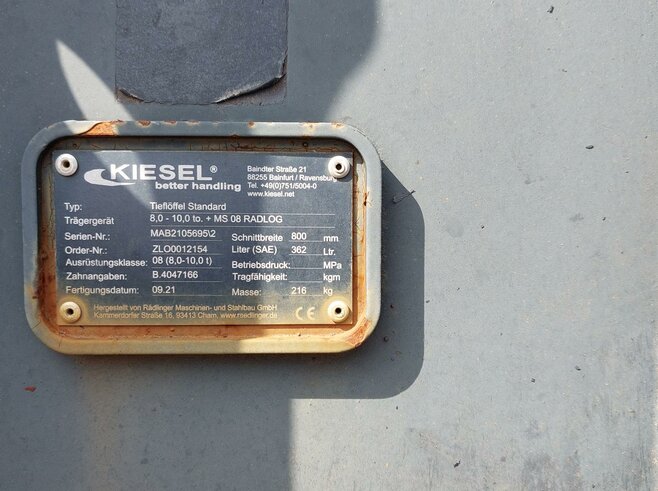 KIESEL®
better handling
Baindter Straße 21
88255 Bainfurt / Ravensburg
Tel. +49(0)751/5004-0
www.kiesel.net
Typ: Tieflöffel Standard
Trägergerät 8,0 - 10,0 to. + MS 08 RADLOG
Serien-Nr.: MAB2105695\2 Schnittbreite 800 mm
Order-Nr.: ZLO0012154 Liter (SAE) 362 Ltr.
Ausrüstungsklasse: 08 (8,0-10,0 t) Betriebsdruck: MPa
Zahnangaben: B.4047166 Tragfähigkeit: kgm
Fertigungsdatum: 09.21 Masse: 216 kg
Hergestellt von Rädlinger Maschinen- und Stahlbau GmbH
Kammerdorfer Straße 16, 93413 Cham, www.raedlinger.de
CE